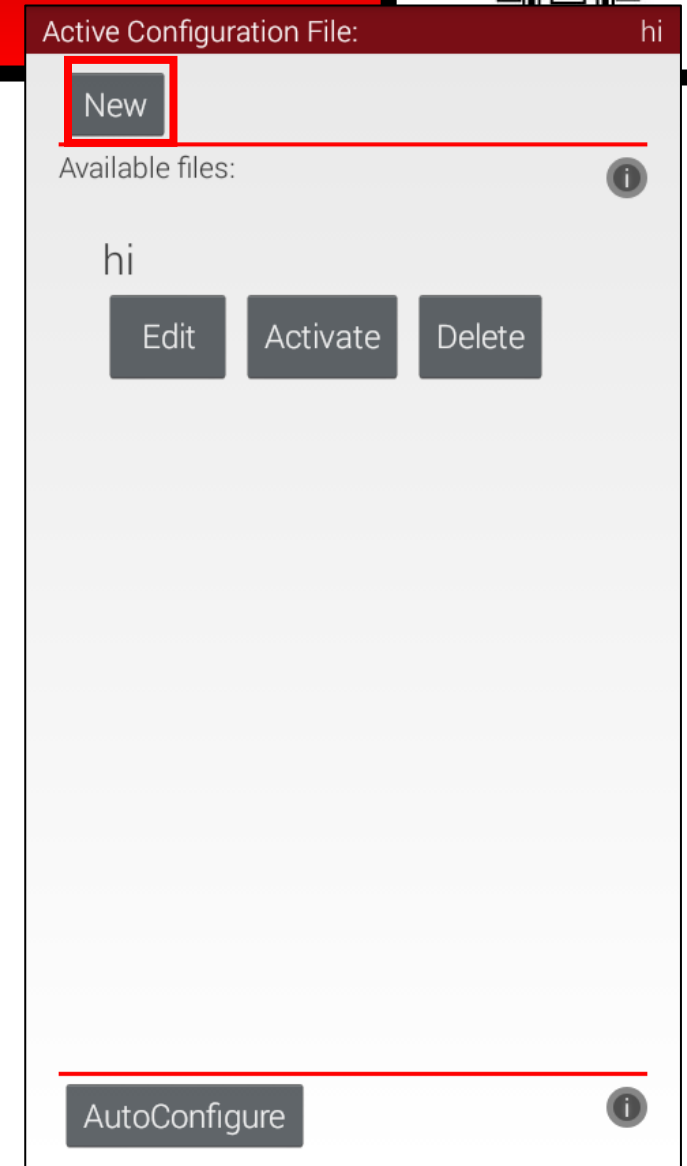 Active Configuration File: hi
New
Available files:
hi
Edit Activate Delete
AutoConfigure